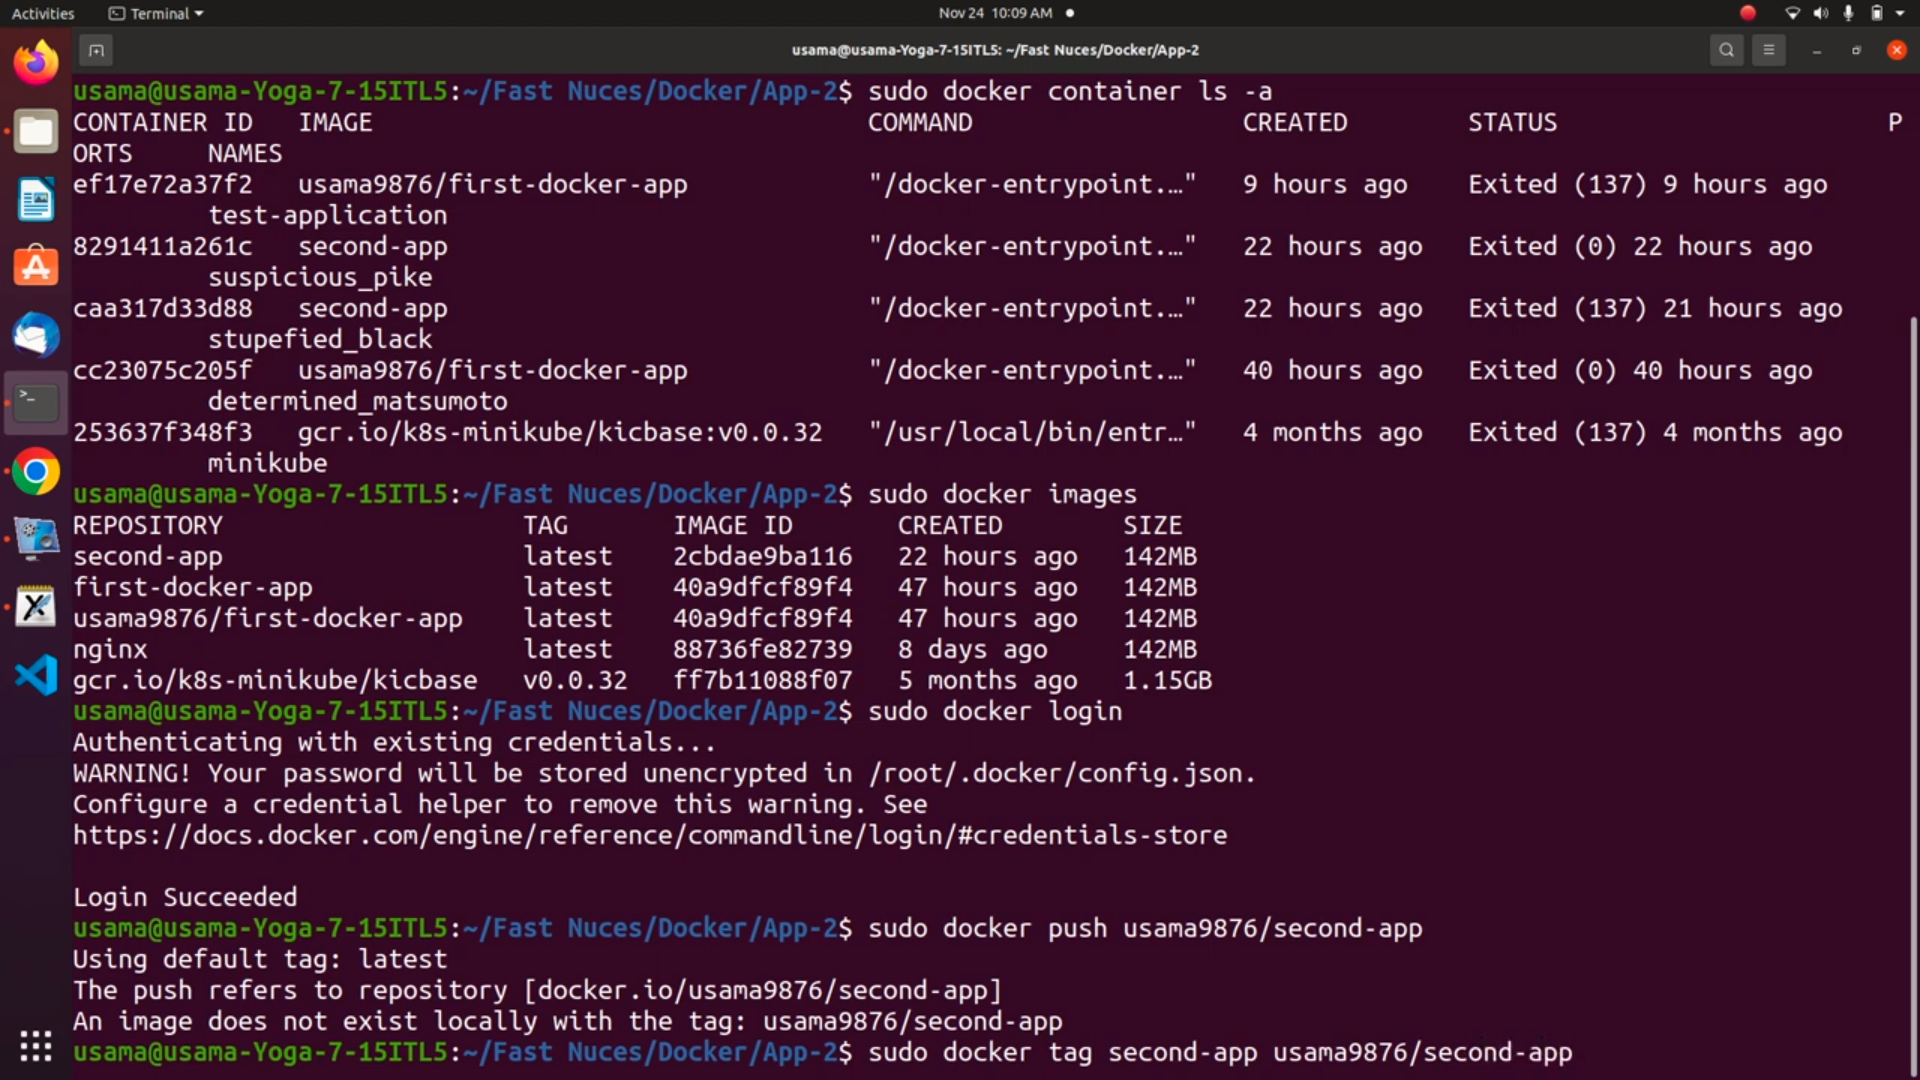 Activities Terminal Nov 24 10:09 AM
usama@usama-Yoga-7-15ITL5: ~/Fast Nuces/Docker/App-2
usama@usama-Yoga-7-15ITL5:~/Fast Nuces/Docker/App-2$ sudo docker container ls -a
CONTAINER ID IMAGE COMMAND CREATED STATUS P
ORTS NAMES
ef17e72a37f2 usama9876/first-docker-app "/docker-entrypoint.…" 9 hours ago Exited (137) 9 hours ago
test-application
8291411a261c second-app "/docker-entrypoint.…" 22 hours ago Exited (0) 22 hours ago
suspicious_pike
caa317d33d88 second-app "/docker-entrypoint.…" 22 hours ago Exited (137) 21 hours ago
stupefied_black
cc23075c205f usama9876/first-docker-app "/docker-entrypoint.…" 40 hours ago Exited (0) 40 hours ago
determined_matsumoto
253637f348f3 gcr.io/k8s-minikube/kicbase:v0.0.32 "/usr/local/bin/entr…" 4 months ago Exited (137) 4 months ago
minikube
usama@usama-Yoga-7-15ITL5:~/Fast Nuces/Docker/App-2$ sudo docker images
REPOSITORY TAG IMAGE ID CREATED SIZE
second-app latest 2cbdae9ba116 22 hours ago 142MB
first-docker-app latest 40a9dfcf89f4 47 hours ago 142MB
usama9876/first-docker-app latest 40a9dfcf89f4 47 hours ago 142MB
nginx latest 88736fe82739 8 days ago 142MB
gcr.io/k8s-minikube/kicbase v0.0.32 ff7b11088f07 5 months ago 1.15GB
usama@usama-Yoga-7-15ITL5:~/Fast Nuces/Docker/App-2$ sudo docker login
Authenticating with existing credentials...
WARNING! Your password will be stored unencrypted in /root/.docker/config.json.
Configure a credential helper to remove this warning. See
https://docs.docker.com/engine/reference/commandline/login/#credentials-store
Login Succeeded
usama@usama-Yoga-7-15ITL5:~/Fast Nuces/Docker/App-2$ sudo docker push usama9876/second-app
Using default tag: latest
The push refers to repository [docker.io/usama9876/second-app]
An image does not exist locally with the tag: usama9876/second-app
usama@usama-Yoga-7-15ITL5:~/Fast Nuces/Docker/App-2$ sudo docker tag second-app usama9876/second-app